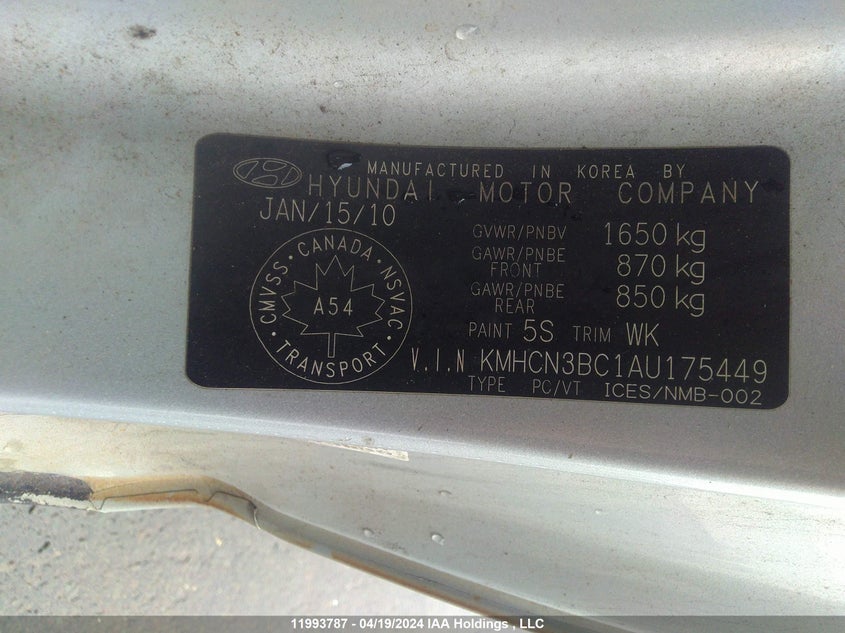 MANUFACTURED IN KOREA BY
HYUNDAI MOTOR COMPANY
JAN/15/10
GVWR/PNBV 1650 kg
GAWR/PNBE FRONT 870 kg
GAWR/PNBE REAR 850 kg
PAINT 5S TRIM WK
CMVSS · CANADA · NSVAC · TRANSPORT ·
A54
V.I.N KMHCN3BC1AU175449
TYPE PC/VT ICES/NMB-002
11993787 - 04/19/2024 IAA Holdings , LLC